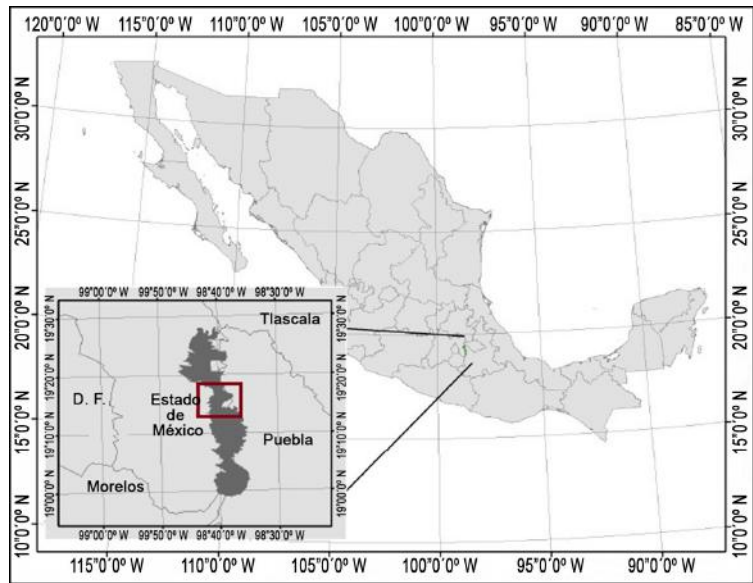 120°0'0" W 115°0'0" W 110°0'0" W 105°0'0" W 100°0'0" W 95°0'0" W 90°0'0" W 85°0'0" W
30°0'0" N
25°0'0" N
20°0'0" N
15°0'0" N
10°0'0" N
30°0'0" N
25°0'0" N
20°0'0" N
15°0'0" N
10°0'0" N
99°00'0" W 99°50'0" W 98°40'0" W 98°30'0" W
19°30'0" N
19°20'0" N
19°10'0" N
19°00'0" N
Tlascala
D. F.
Estado
de
México
Puebla
Morelos
19°30'0" N
19°20'0" N
19°10'0" N
19°00'0" N
99°00'0" W 99°50'0" W 98°40'0" W 98°30'0" W
115°0'0" W 110°0'0" W 105°0'0" W 100°0'0" W 95°0'0" W 90°0'0" W